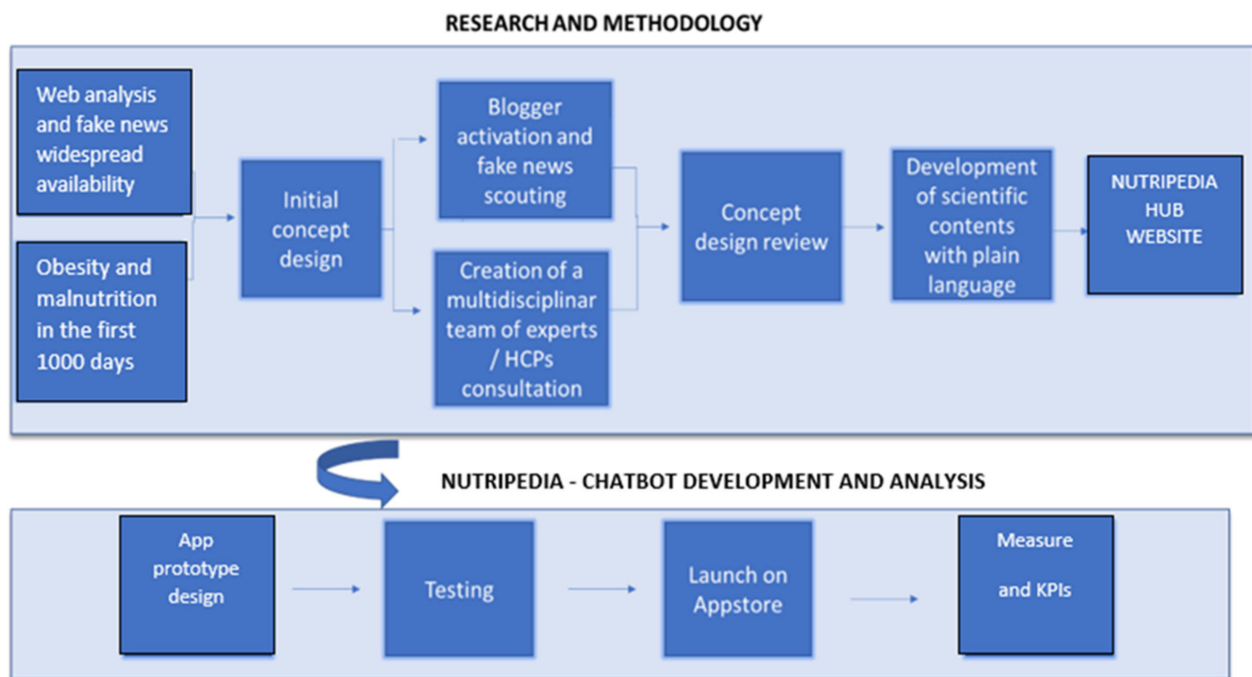 RESEARCH AND METHODOLOGY
Web analysis
and fake news
widespread
availability
Obesity and
malnutrition
in the first
1000 days
Initial
concept
design
Blogger
activation and
fake news
scouting
Creation of a
multidisciplinar
team of experts
/ HCPs
consultation
Concept
design review
Development
of scientific
contents
with plain
language
NUTRIPEDIA
HUB
WEBSITE
NUTRIPEDIA - CHATBOT DEVELOPMENT AND ANALYSIS
App
prototype
design
Testing
Launch on
Appstore
Measure
and KPIs